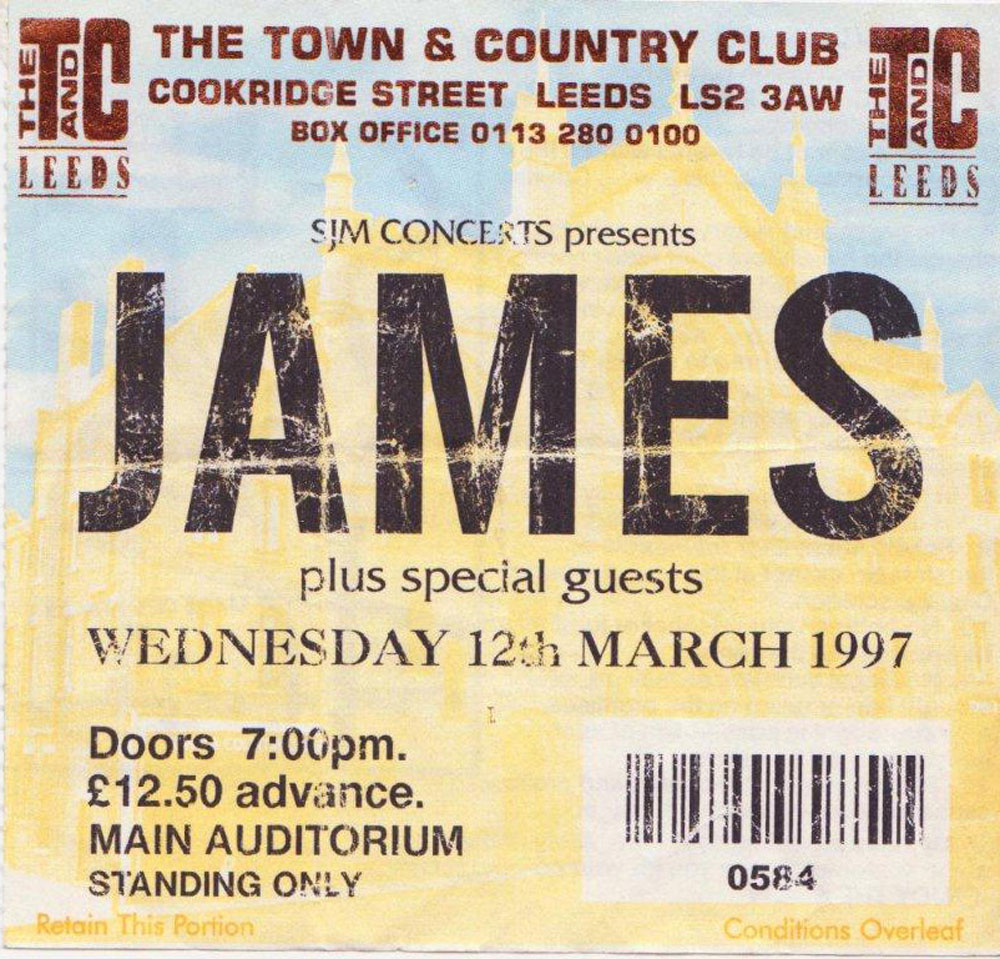 THE TOWN & COUNTRY CLUB
COOKRIDGE STREET LEEDS LS2 3AW
BOX OFFICE 0113 280 0100
THE T AND C
LEEDS
THE T AND C
LEEDS
SJM CONCERTS presents
JAMES
plus special guests
WEDNESDAY 12th MARCH 1997
Doors 7:00pm.
£12.50 advance.
MAIN AUDITORIUM
STANDING ONLY
0584
Retain This Portion
Conditions Overleaf